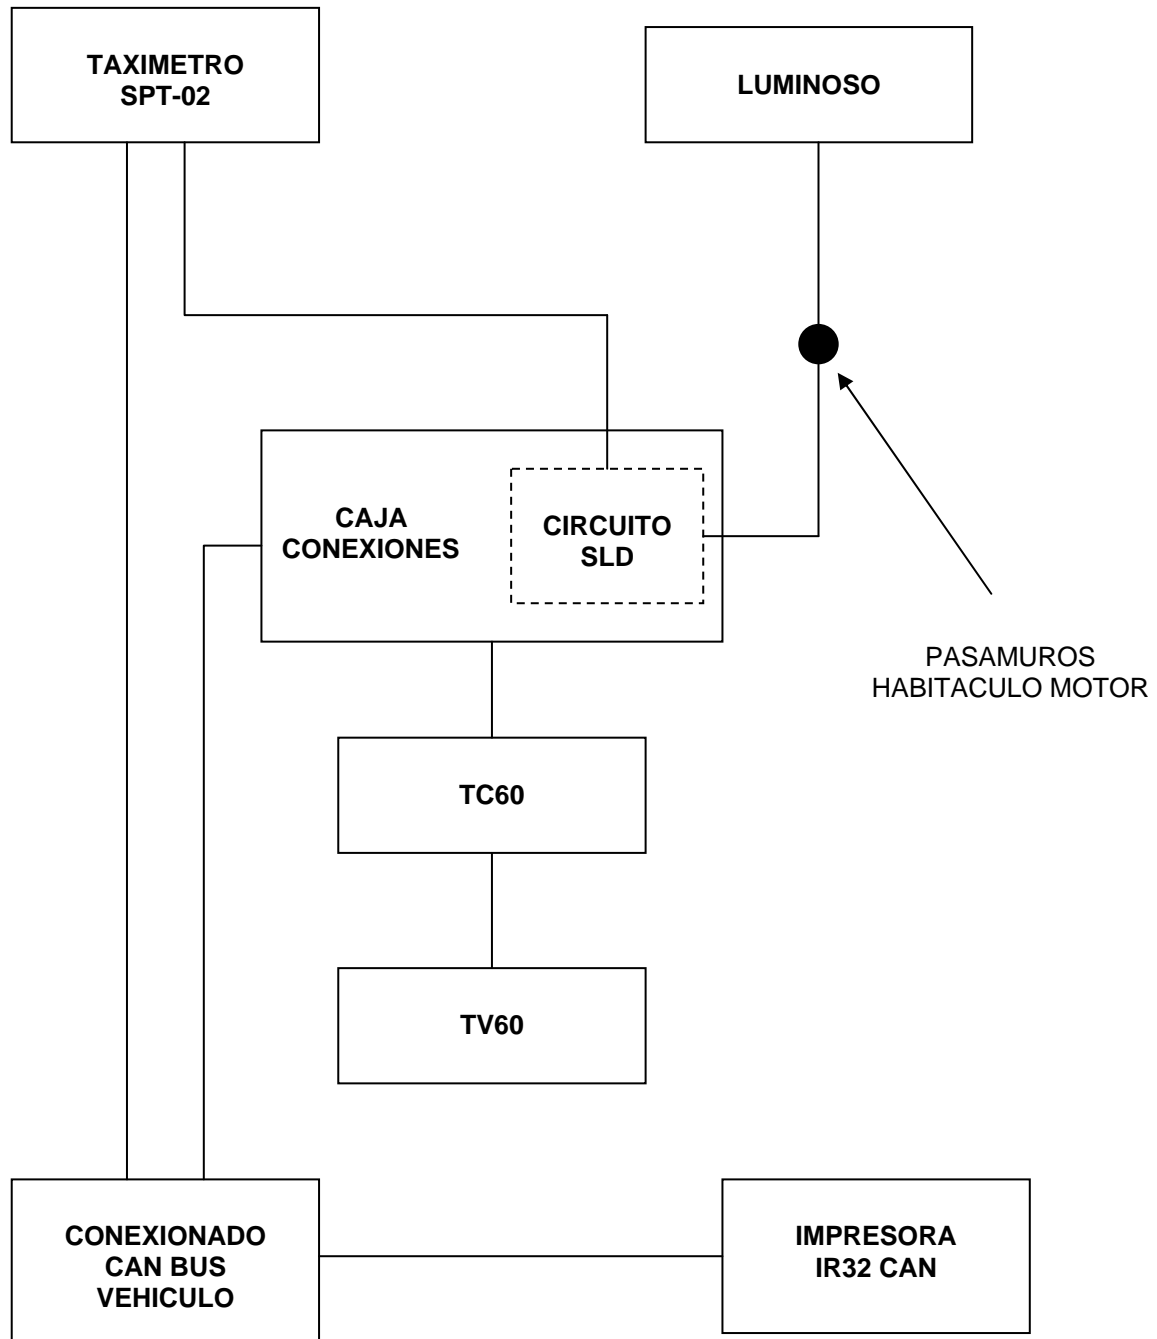 TAXIMETRO
SPT-02
LUMINOSO
CAJA
CONEXIONES
CIRCUITO
SLD
PASAMUROS
HABITACULO MOTOR
TC60
TV60
CONEXIONADO
CAN BUS
VEHICULO
IMPRESORA
IR32 CAN